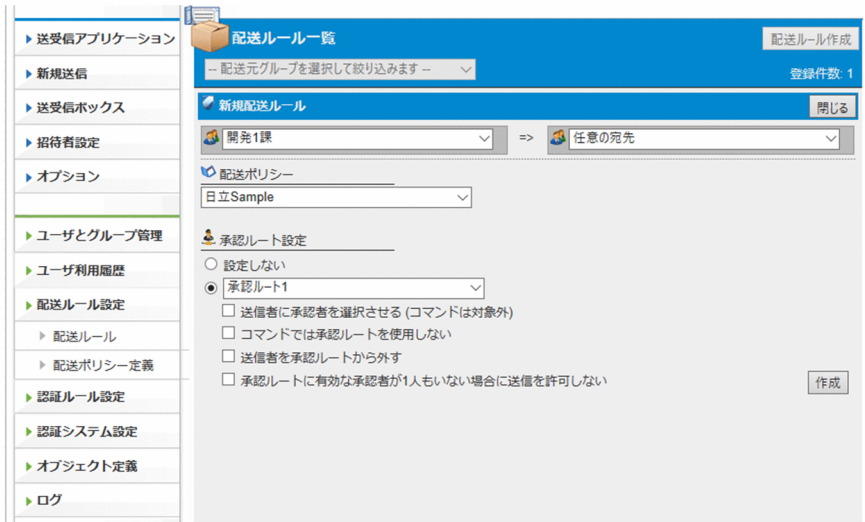 送受信アプリケーション
新規送信
送受信ボックス
招待者設定
オプション
ユーザとグループ管理
ユーザ利用履歴
配送ルール設定
配送ルール
配送ポリシー定義
認証ルール設定
認証システム設定
オブジェクト定義
ログ
配送ルール一覧
配送ルール作成
-- 配送元グループを選択して絞り込みます --
登録件数: 1
新規配送ルール
閉じる
開発1課 => 任意の宛先
配送ポリシー
日立Sample
承認ルート設定
設定しない
承認ルート1
送信者に承認者を選択させる (コマンドは対象外)
コマンドでは承認ルートを使用しない
送信者を承認ルートから外す
承認ルートに有効な承認者が1人もいない場合に送信を許可しない
作成